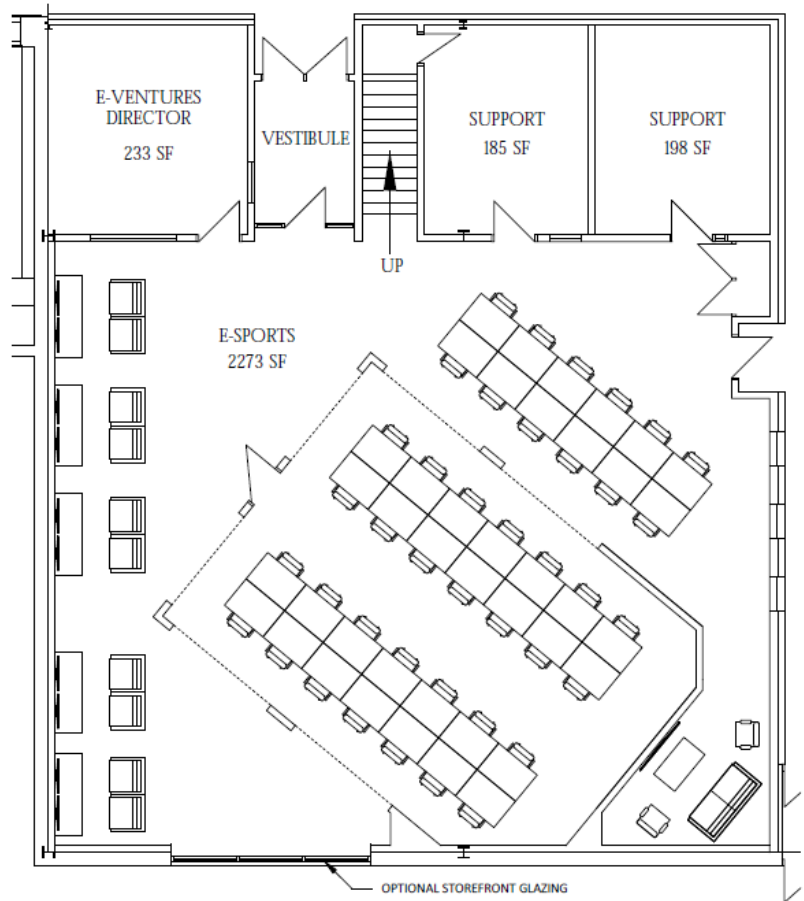 E-VENTURES
DIRECTOR
233 SF
VESTIBULE
SUPPORT
185 SF
SUPPORT
198 SF
UP
E-SPORTS
2273 SF
OPTIONAL STOREFRONT GLAZING